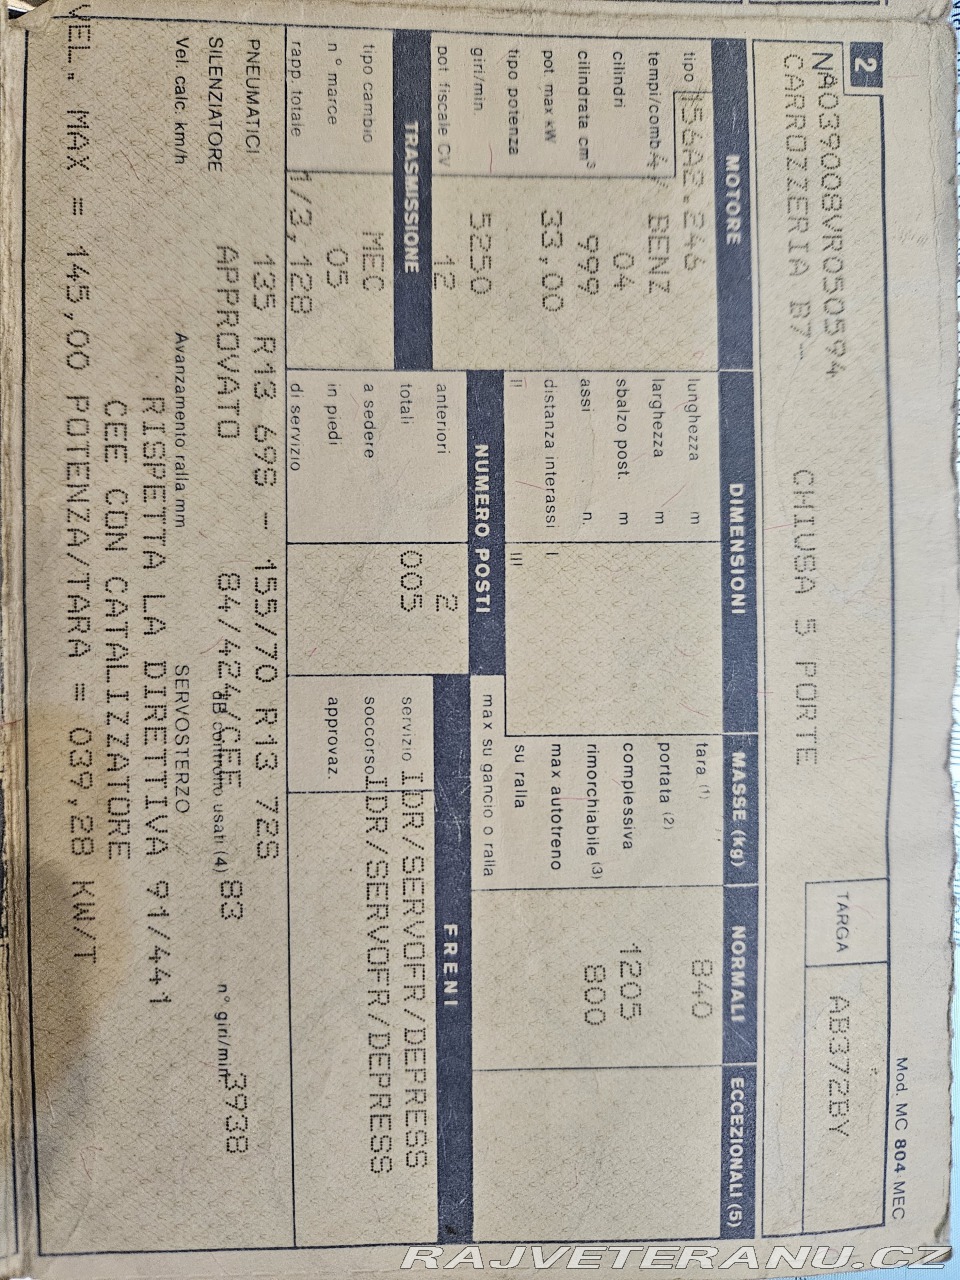 Mod. MC 804 MEC
2
NA039008VR050594
TARGA
AB372BY
CARROZZERIA B7- CHIUSA 5 PORTE
MOTORE
tipo 156A2.246
tempi/comb. 4/ BENZ
cilindri 04
cilindrata cm³ 999
pot. max kW 33,00
tipo potenza
giri/min. 5250
pot fiscale CV 12
TRASMISSIONE
tipo cambio MEC
n° marce 05
rapp. totale 1/3,128
DIMENSIONI
lunghezza m
larghezza m
sbalzo post. m
assi n.
distanza interassi I
II III
NUMERO POSTI
anteriori 2
totali 005
a sedere
in piedi
di servizio
MASSE (kg) NORMALI ECCEZIONALI (5)
tara (1) 840
portata (2)
complessiva 1205
rimorchiabile (3) 800
max autotreno
su ralla
max su gancio o ralla
FRENI
servizio IDR/SERVOFR/DEPRESS
soccorso IDR/SERVOFR/DEPRESS
approvaz.
PNEUMATICI 135 R13 69S - 155/70 R13 72S
SILENZIATORE APPROVATO 84/424/CEE dB controllo usati (4) 83 n° giri/min 3938
Vel. calc. km/h Avanzamento ralla mm SERVOSTERZO
RISPETTA LA DIRETTIVA 91/441
CEE CON CATALIZZATORE
VEL. MAX = 145,00 POTENZA/TARA = 039,28 KW/T
RAJVETERANU.CZ